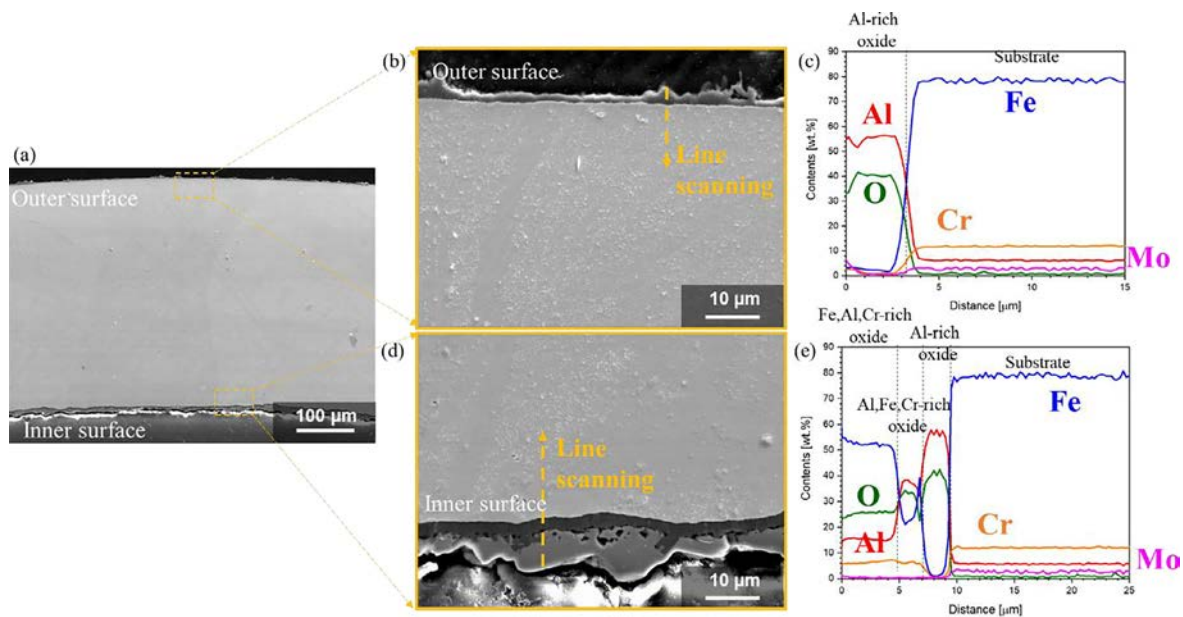 (a)
Outer surface
Inner surface
100 µm
(b)
Outer surface
Line
scanning
10 µm
(c)
Al-rich
oxide
Substrate
Al
O
Fe
Cr
Mo
Contents [wt.%]
90
80
70
60
50
40
30
20
10
0
0
5
10
15
Distance [µm]
(d)
Line
scanning
Inner surface
10 µm
(e)
Fe,Al,Cr-rich
oxide
Al-rich
oxide
Al,Fe,Cr-rich
oxide
Substrate
Fe
O
Al
Cr
Mo
Contents [wt.%]
90
80
70
60
50
40
30
20
10
0
0
5
10
15
20
25
Distance [µm]